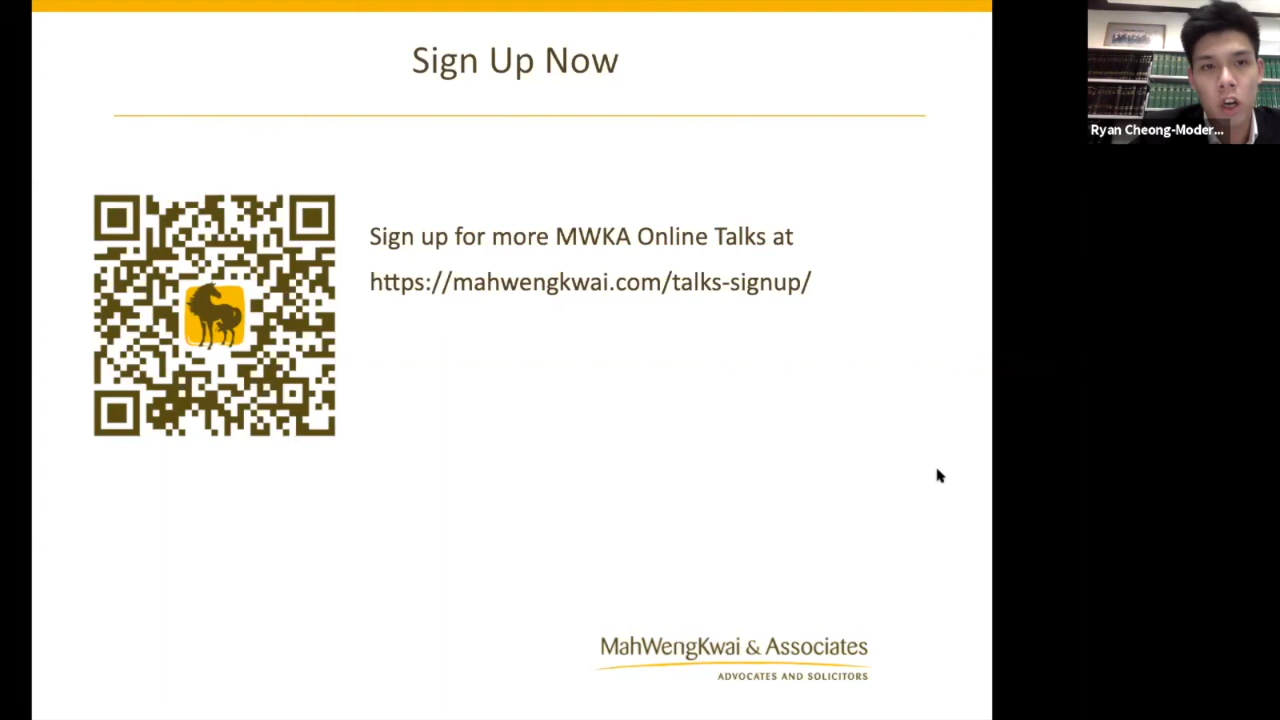 Sign Up Now
Ryan Cheong-Moder...
Sign up for more MWKA Online Talks at
https://mahwengkwai.com/talks-signup/
MahWengKwai & Associates
ADVOCATES AND SOLICITORS